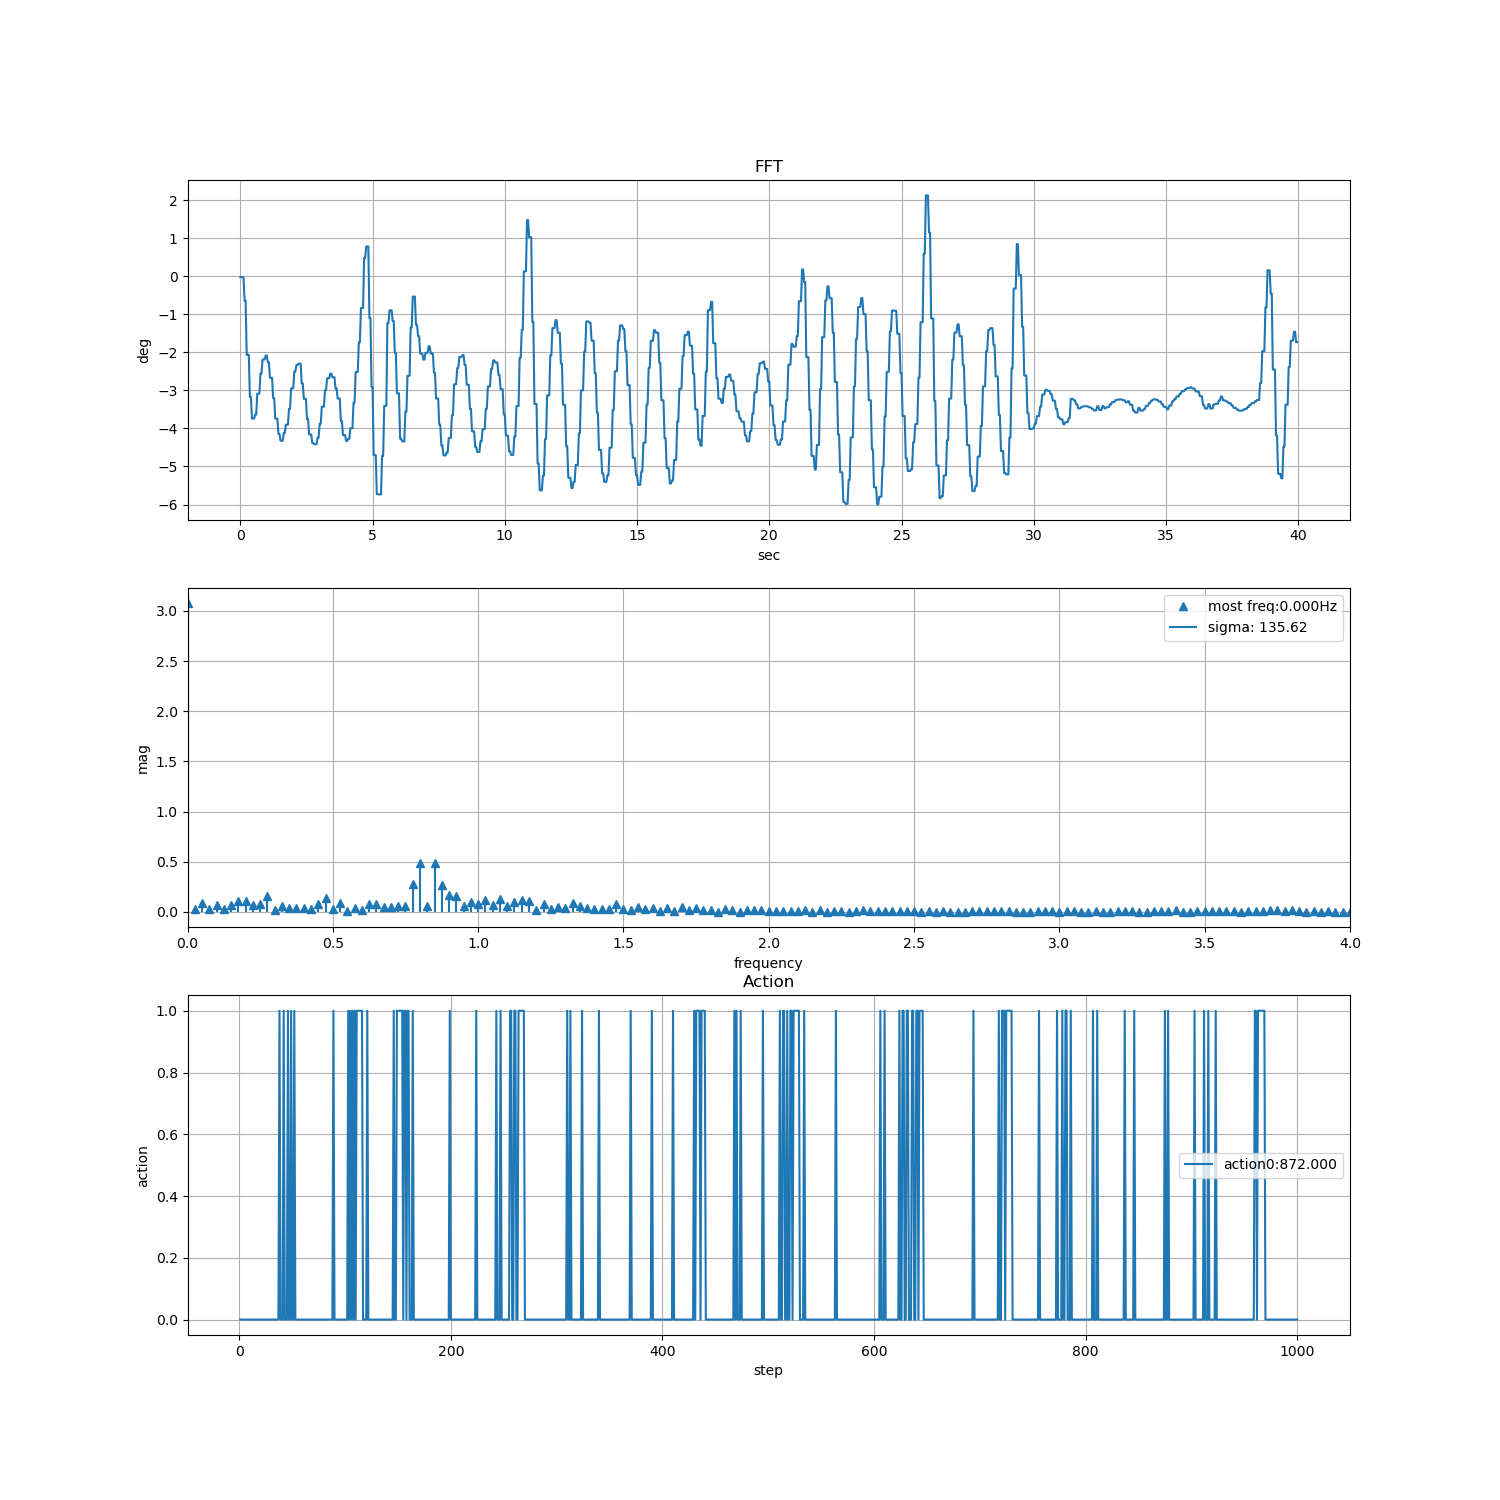 FFT
2
1
0
−1
−2
−3
−4
−5
−6
deg
0 5 10 15 20 25 30 35 40
sec
3.0
2.5
2.0
1.5
1.0
0.5
0.0
mag
most freq:0.000Hz
sigma: 135.62
0.0 0.5 1.0 1.5 2.0 2.5 3.0 3.5 4.0
frequency
Action
1.0
0.8
0.6
0.4
0.2
0.0
action
action0:872.000
0 200 400 600 800 1000
step